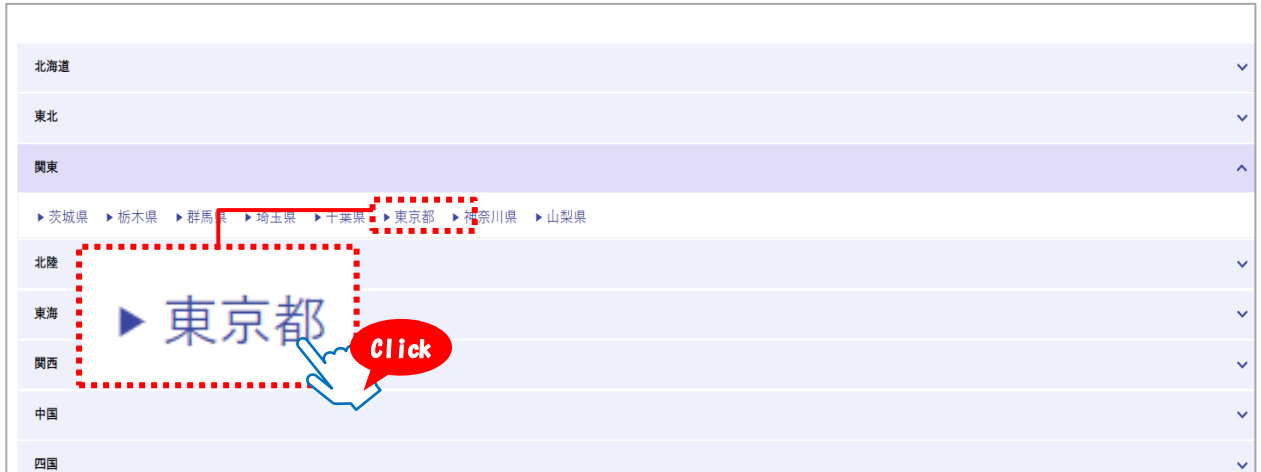 北海道
東北
関東
▶茨城県 ▶栃木県 ▶群馬県 ▶埼玉県 ▶千葉県 ▶東京都 ▶神奈川県 ▶山梨県
北陸
東海
▶東京都
Click
関西
中国
四国